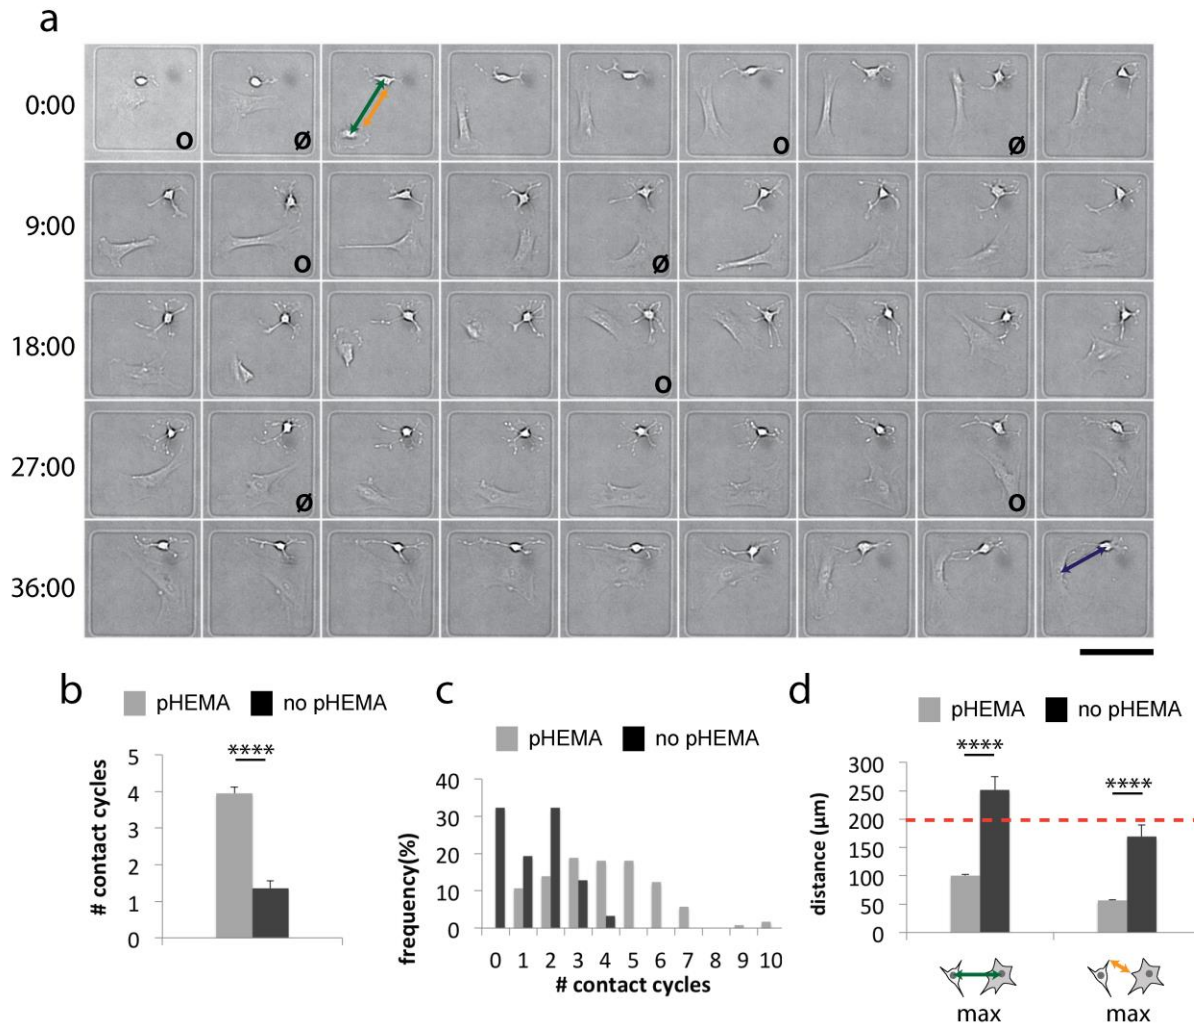 a
0:00
O Ø O Ø
9:00
O Ø
18:00
O
27:00
Ø O
36:00
b
pHEMA no pHEMA
****
# contact cycles
5
4
3
2
1
0
c
pHEMA no pHEMA
frequency(%)
40
30
20
10
0
0 1 2 3 4 5 6 7 8 9 10
# contact cycles
d
pHEMA no pHEMA
****
****
distance (µm)
300
250
200
150
100
50
0
max max